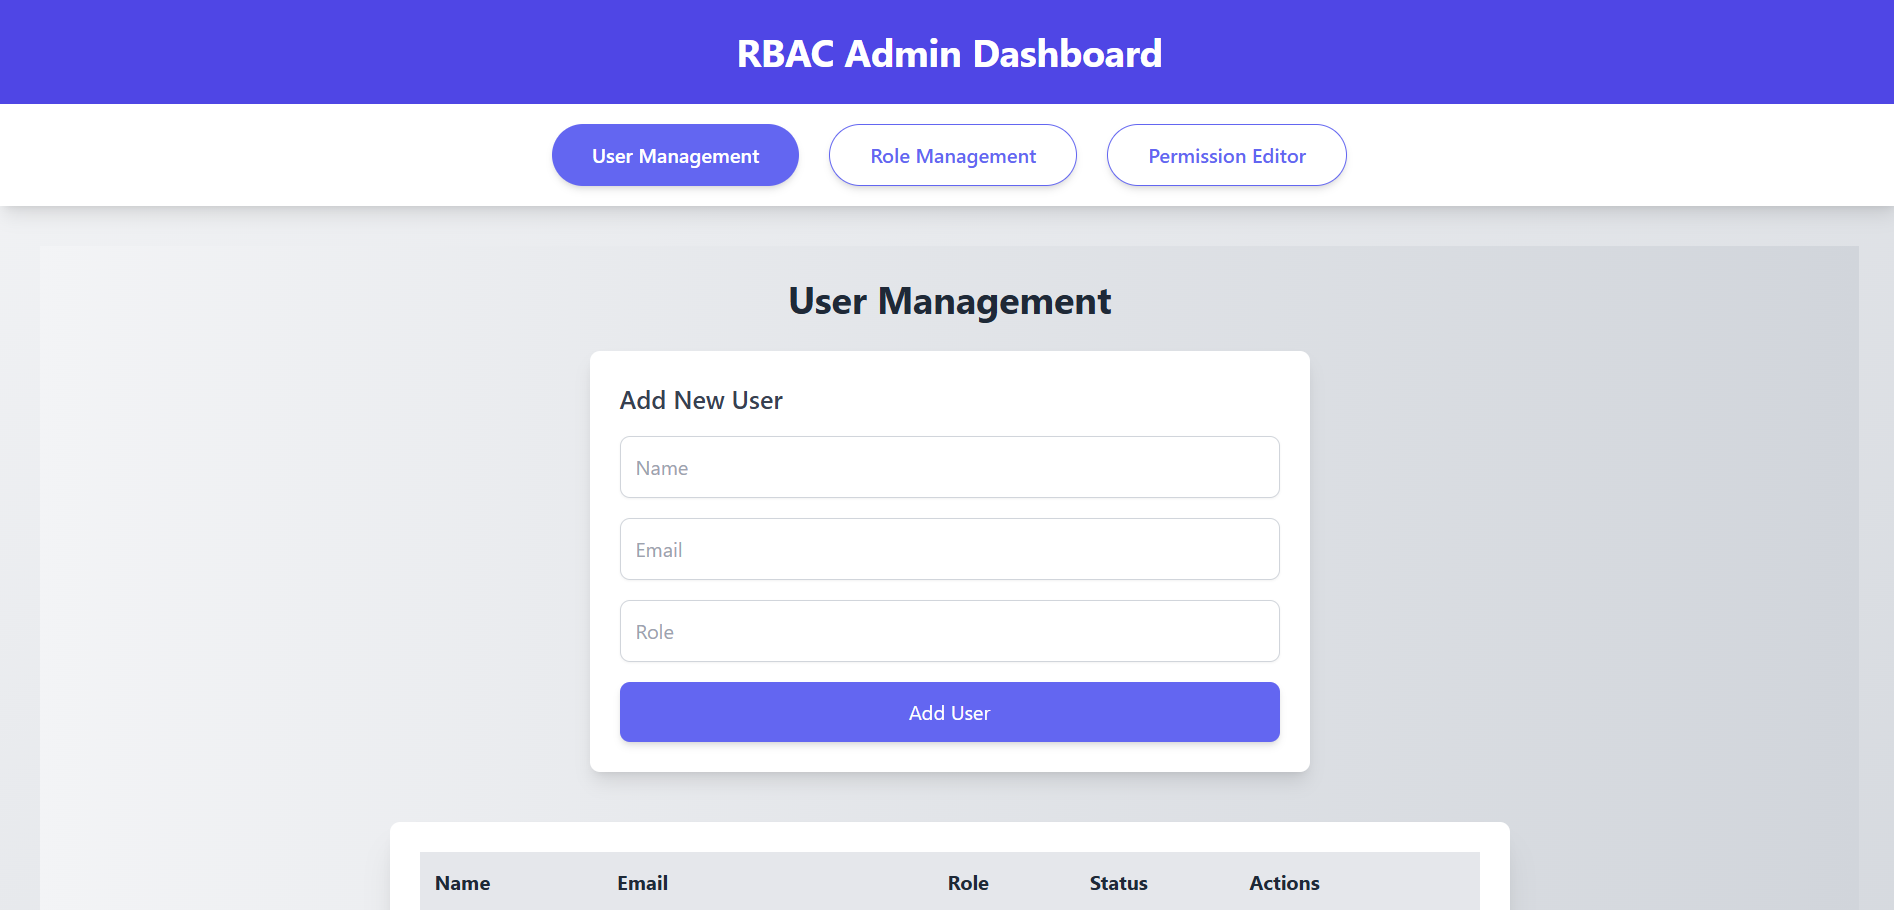 RBAC Admin Dashboard
User Management Role Management Permission Editor
User Management
Add New User
Name
Email
Role
Add User
Name Email Role Status Actions